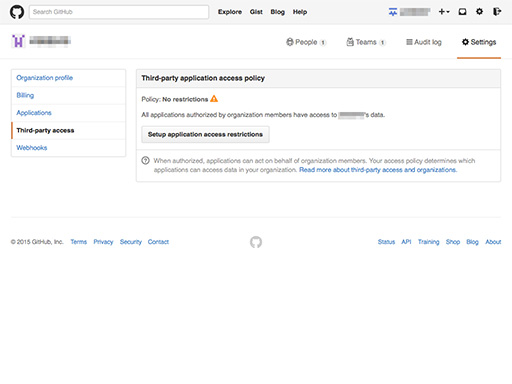 Search GitHub Explore Gist Blog Help
People 1 Teams 1 Audit log Settings
Organization profile
Billing
Applications
Third-party access
Webhooks
Third-party application access policy
Policy: No restrictions
All applications authorized by organization members have access to 's data.
Setup application access restrictions
When authorized, applications can act on behalf of organization members. Your access policy determines which
applications can access data in your organization. Read more about third-party access and organizations.
© 2015 GitHub, Inc. Terms Privacy Security Contact Status API Training Shop Blog About